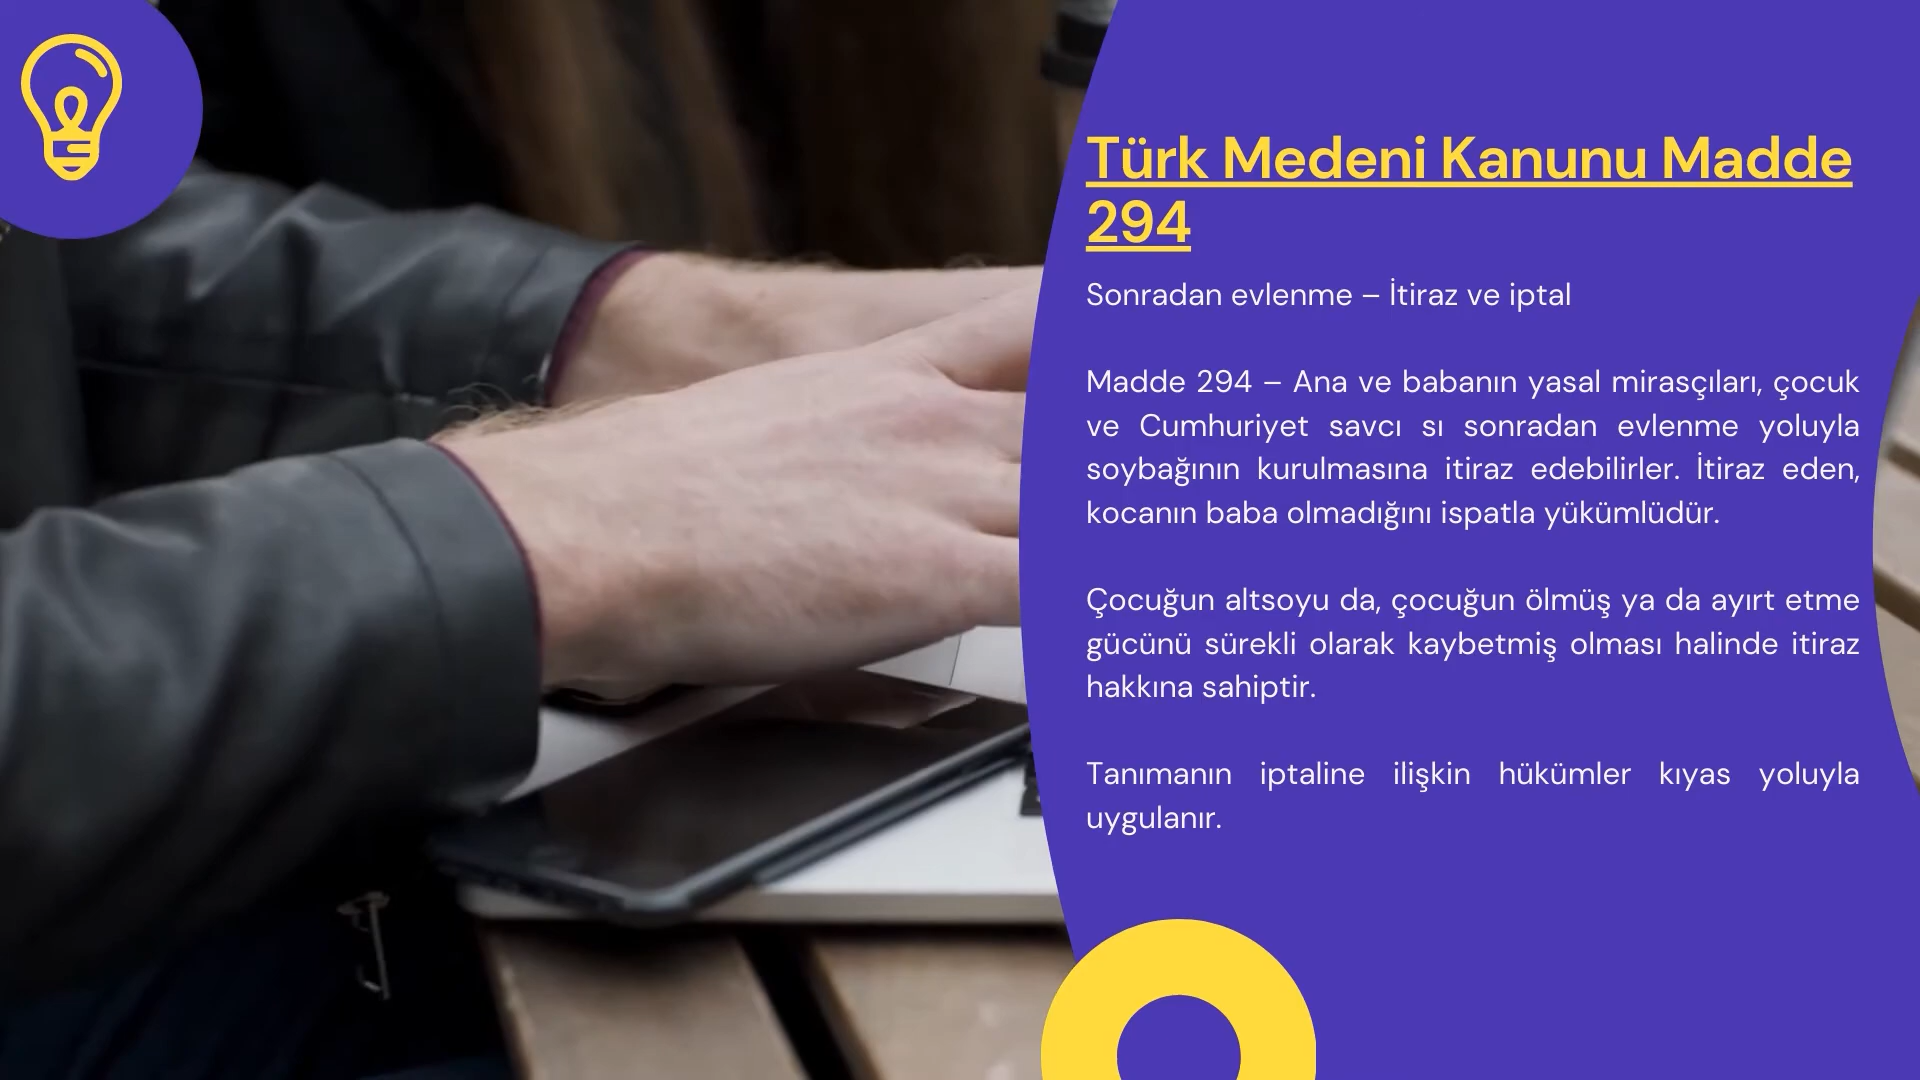 Türk Medeni Kanunu Madde
294
Sonradan evlenme – İtiraz ve iptal
Madde 294 – Ana ve babanın yasal mirasçıları, çocuk
ve Cumhuriyet savcı sı sonradan evlenme yoluyla
soybağının kurulmasına itiraz edebilirler. İtiraz eden,
kocanın baba olmadığını ispatla yükümlüdür.
Çocuğun altsoyu da, çocuğun ölmüş ya da ayırt etme
gücünü sürekli olarak kaybetmiş olması halinde itiraz
hakkına sahiptir.
Tanımanın iptaline ilişkin hükümler kıyas yoluyla
uygulanır.